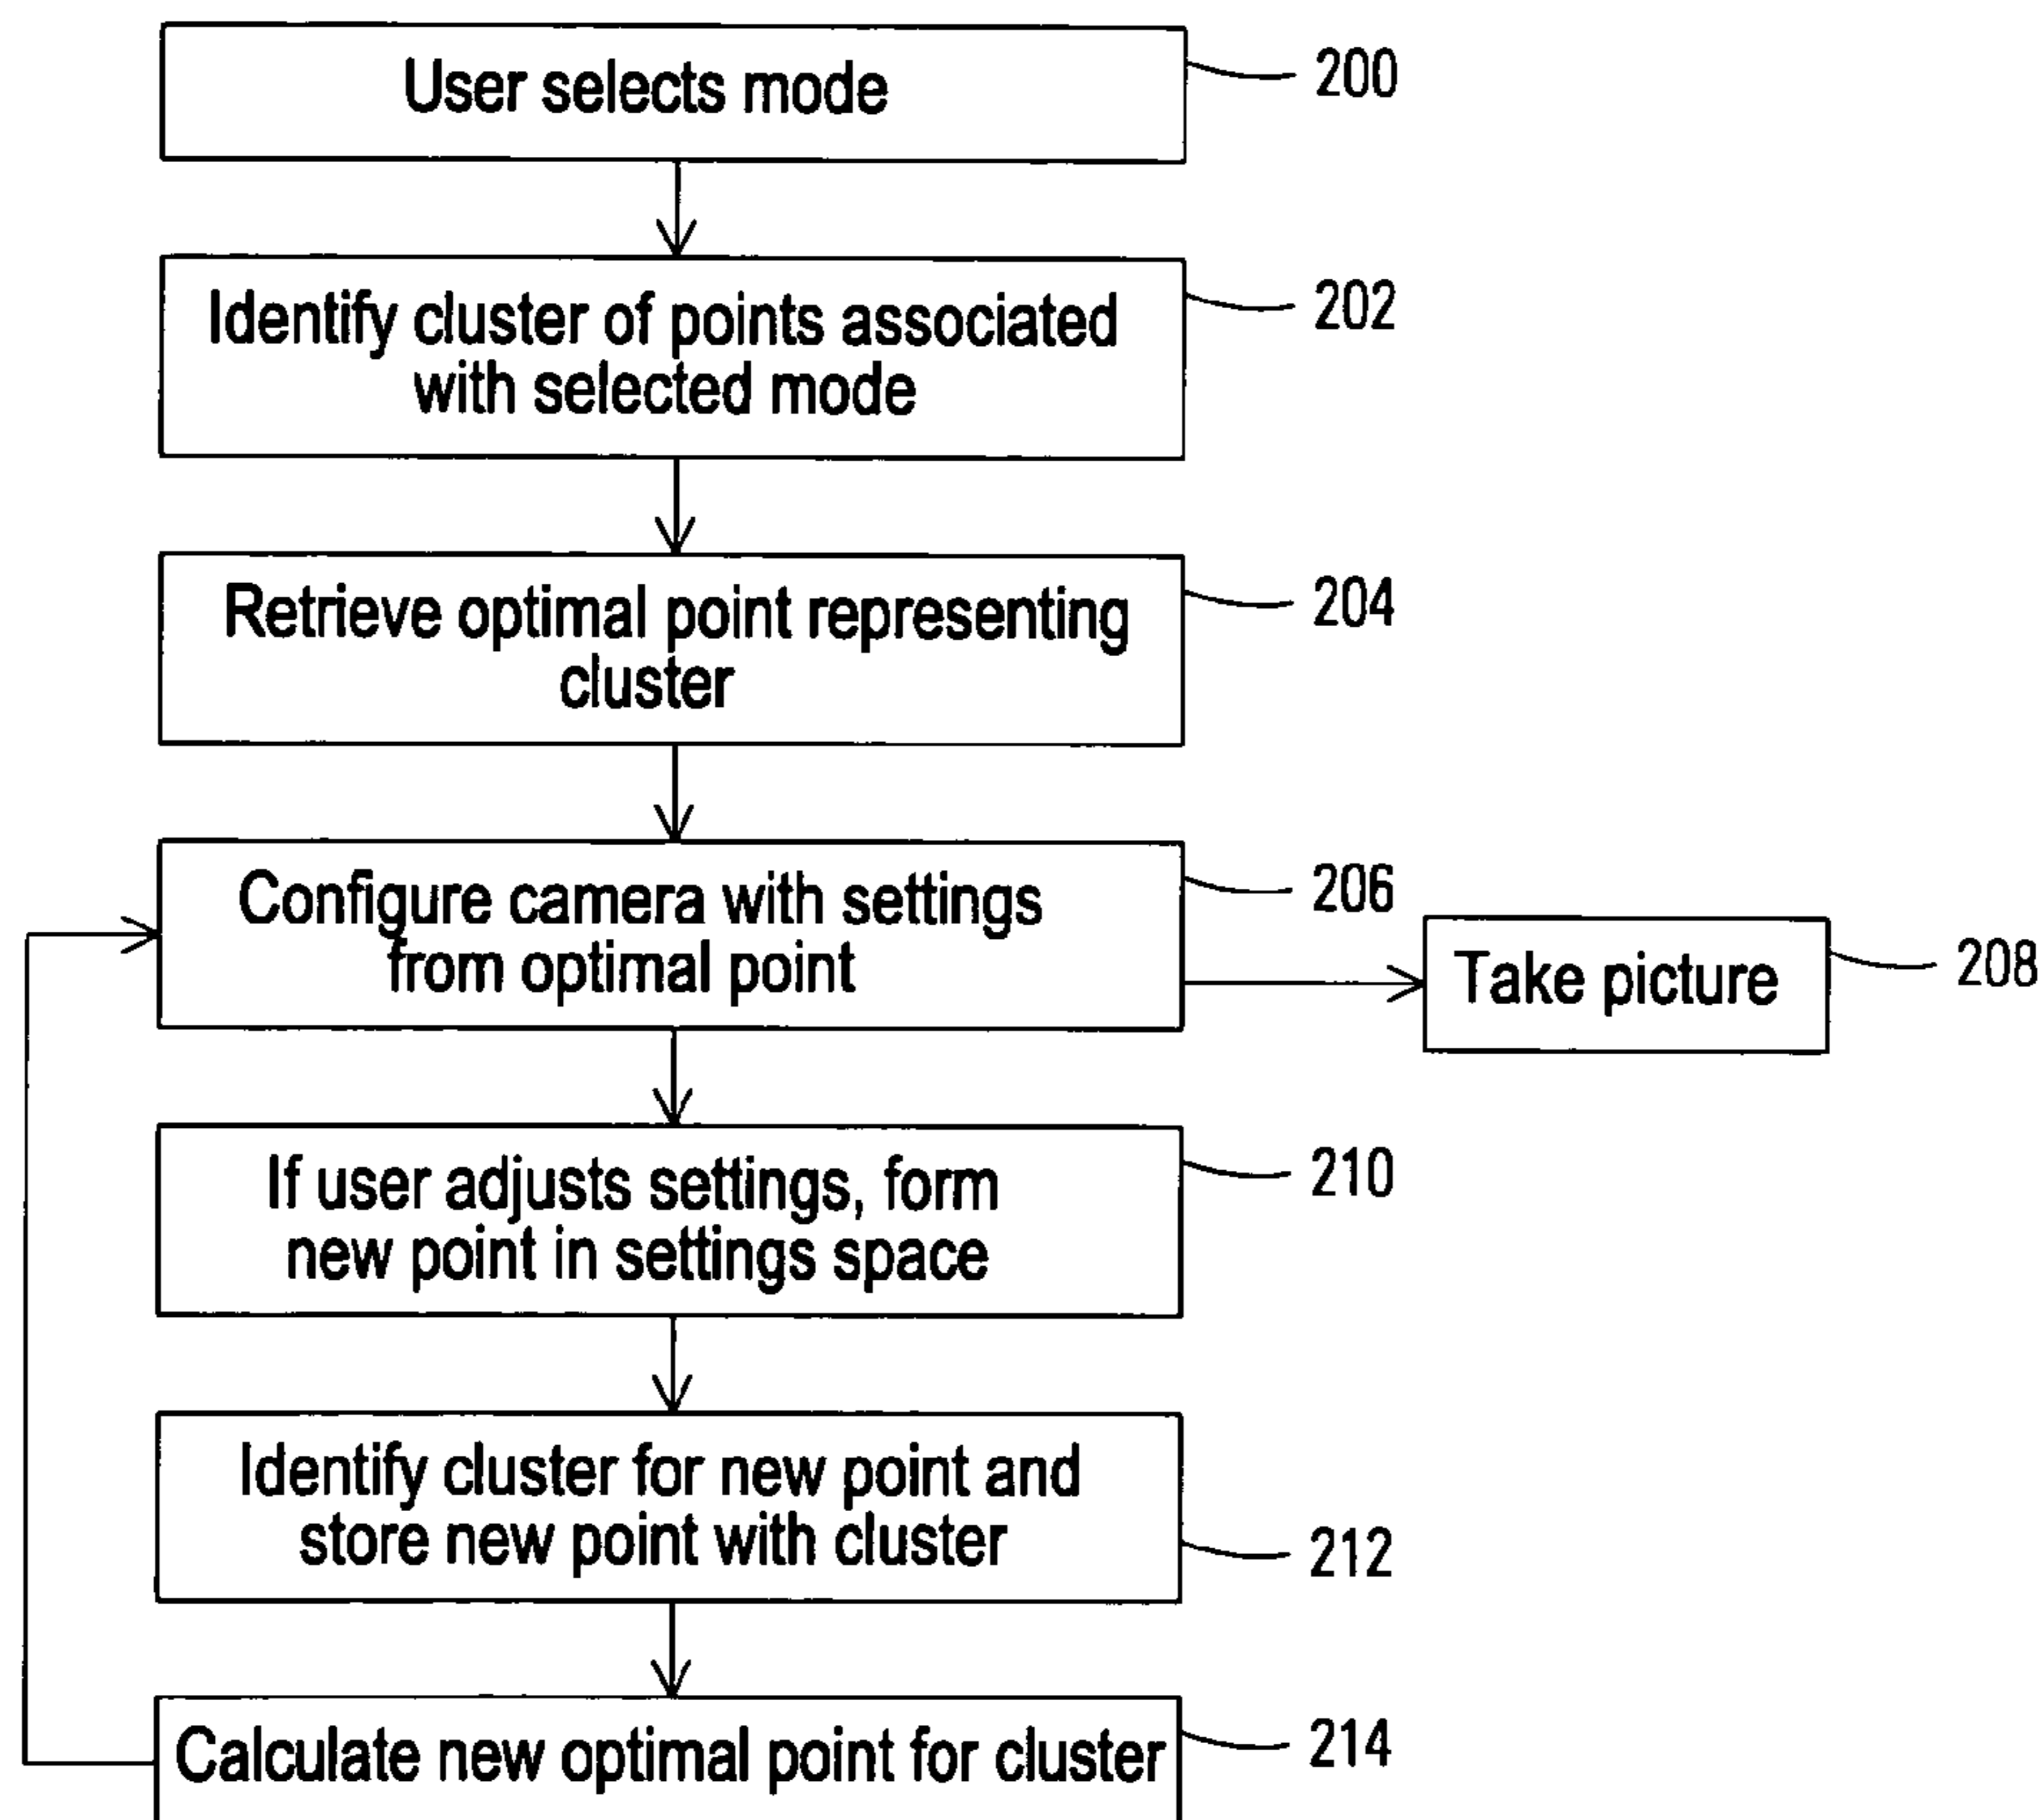 User selects mode
200
Identify cluster of points associated
with selected mode
202
Retrieve optimal point representing
cluster
204
Configure camera with settings
from optimal point
206
Take picture
208
If user adjusts settings, form
new point in settings space
210
Identify cluster for new point and
store new point with cluster
212
Calculate new optimal point for cluster
214